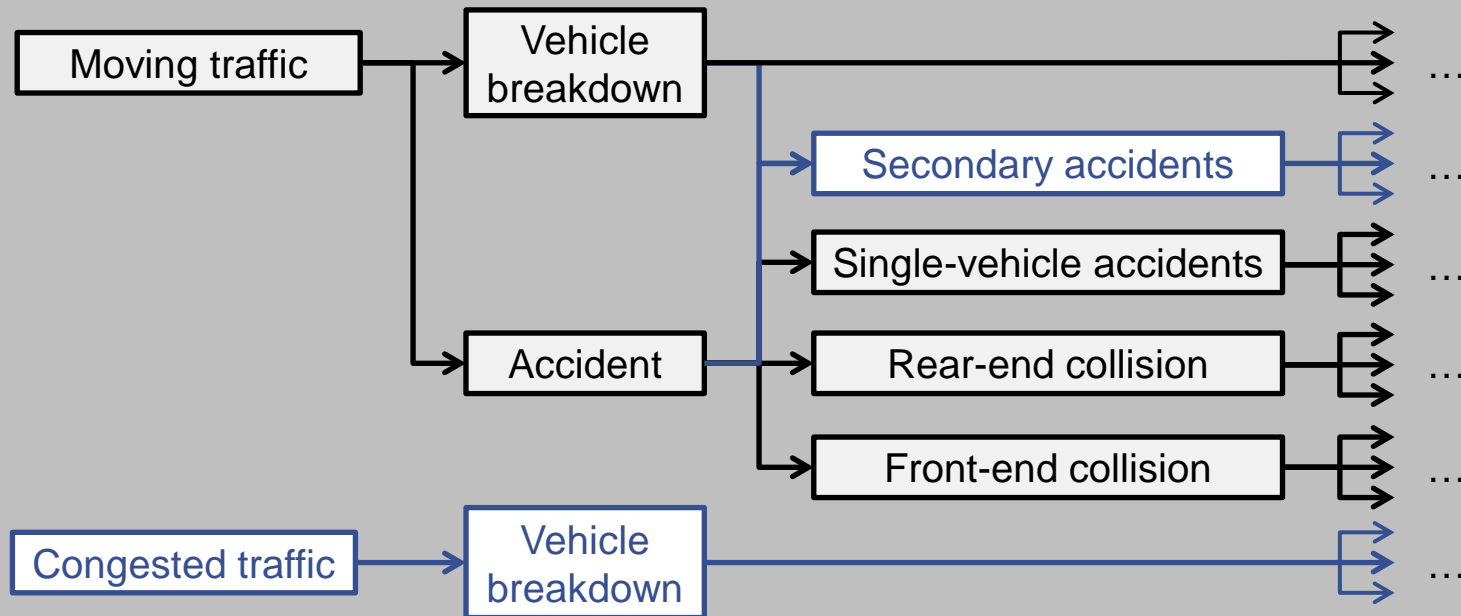 Moving traffic
Vehicle
breakdown
…
Secondary accidents
…
Single-vehicle accidents
…
Accident
Rear-end collision
…
Front-end collision
…
Congested traffic
Vehicle
breakdown
…